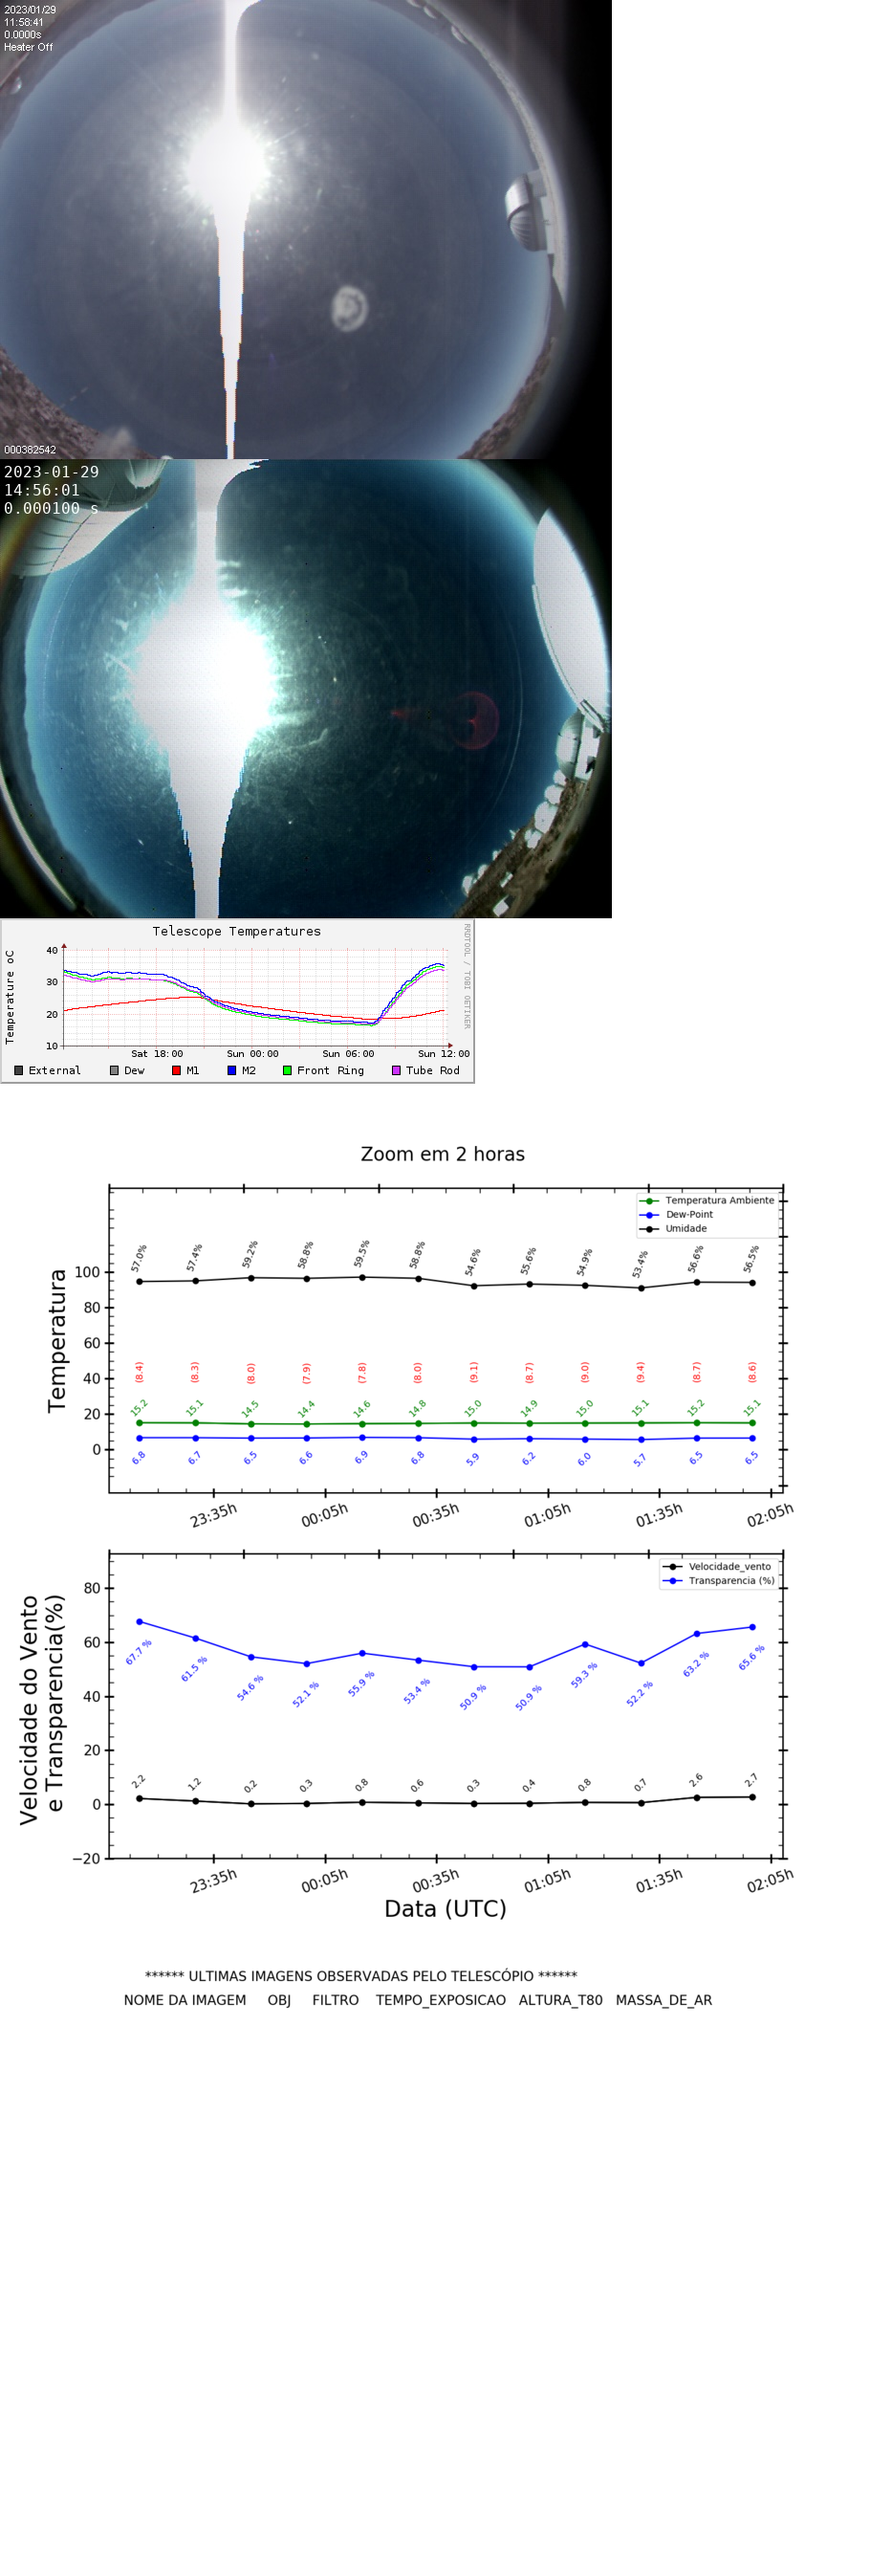 2023/01/29
11:58:41
0.0000s
Heater Off
000382542
2023-01-29
14:56:01
0.000100 s
Telescope Temperatures
RRDTOOL / TOBI OETIKER
Temperature oC
40
30
20
10
Sat 18:00 Sun 00:00 Sun 06:00 Sun 12:00
External Dew M1 M2 Front Ring Tube Rod
Zoom em 2 horas
Temperatura Ambiente
Dew-Point
Umidade
Temperatura
100
80
60
40
20
0
57.0% 57.4% 59.2% 58.8% 59.5% 58.8% 54.6% 55.6% 54.9% 53.4% 56.6% 56.5%
(8.4) (8.3) (8.0) (7.9) (7.8) (8.0) (9.1) (8.7) (9.0) (9.4) (8.7) (8.6)
15.2 15.1 14.5 14.4 14.6 14.8 15.0 14.9 15.0 15.1 15.2 15.1
6.8 6.7 6.5 6.6 6.9 6.8 5.9 6.2 6.0 5.7 6.5 6.5
23:35h 00:05h 00:35h 01:05h 01:35h 02:05h
Velocidade_vento
Transparencia (%)
Velocidade do Vento
e Transparencia(%)
80
60
40
20
0
−20
67.7 % 61.5 % 54.6 % 52.1 % 55.9 % 53.4 % 50.9 % 50.9 % 59.3 % 52.2 % 63.2 % 65.6 %
2.2 1.2 0.2 0.3 0.8 0.6 0.3 0.4 0.8 0.7 2.6 2.7
23:35h 00:05h 00:35h 01:05h 01:35h 02:05h
Data (UTC)
****** ULTIMAS IMAGENS OBSERVADAS PELO TELESCÓPIO ******
NOME DA IMAGEM OBJ FILTRO TEMPO_EXPOSICAO ALTURA_T80 MASSA_DE_AR